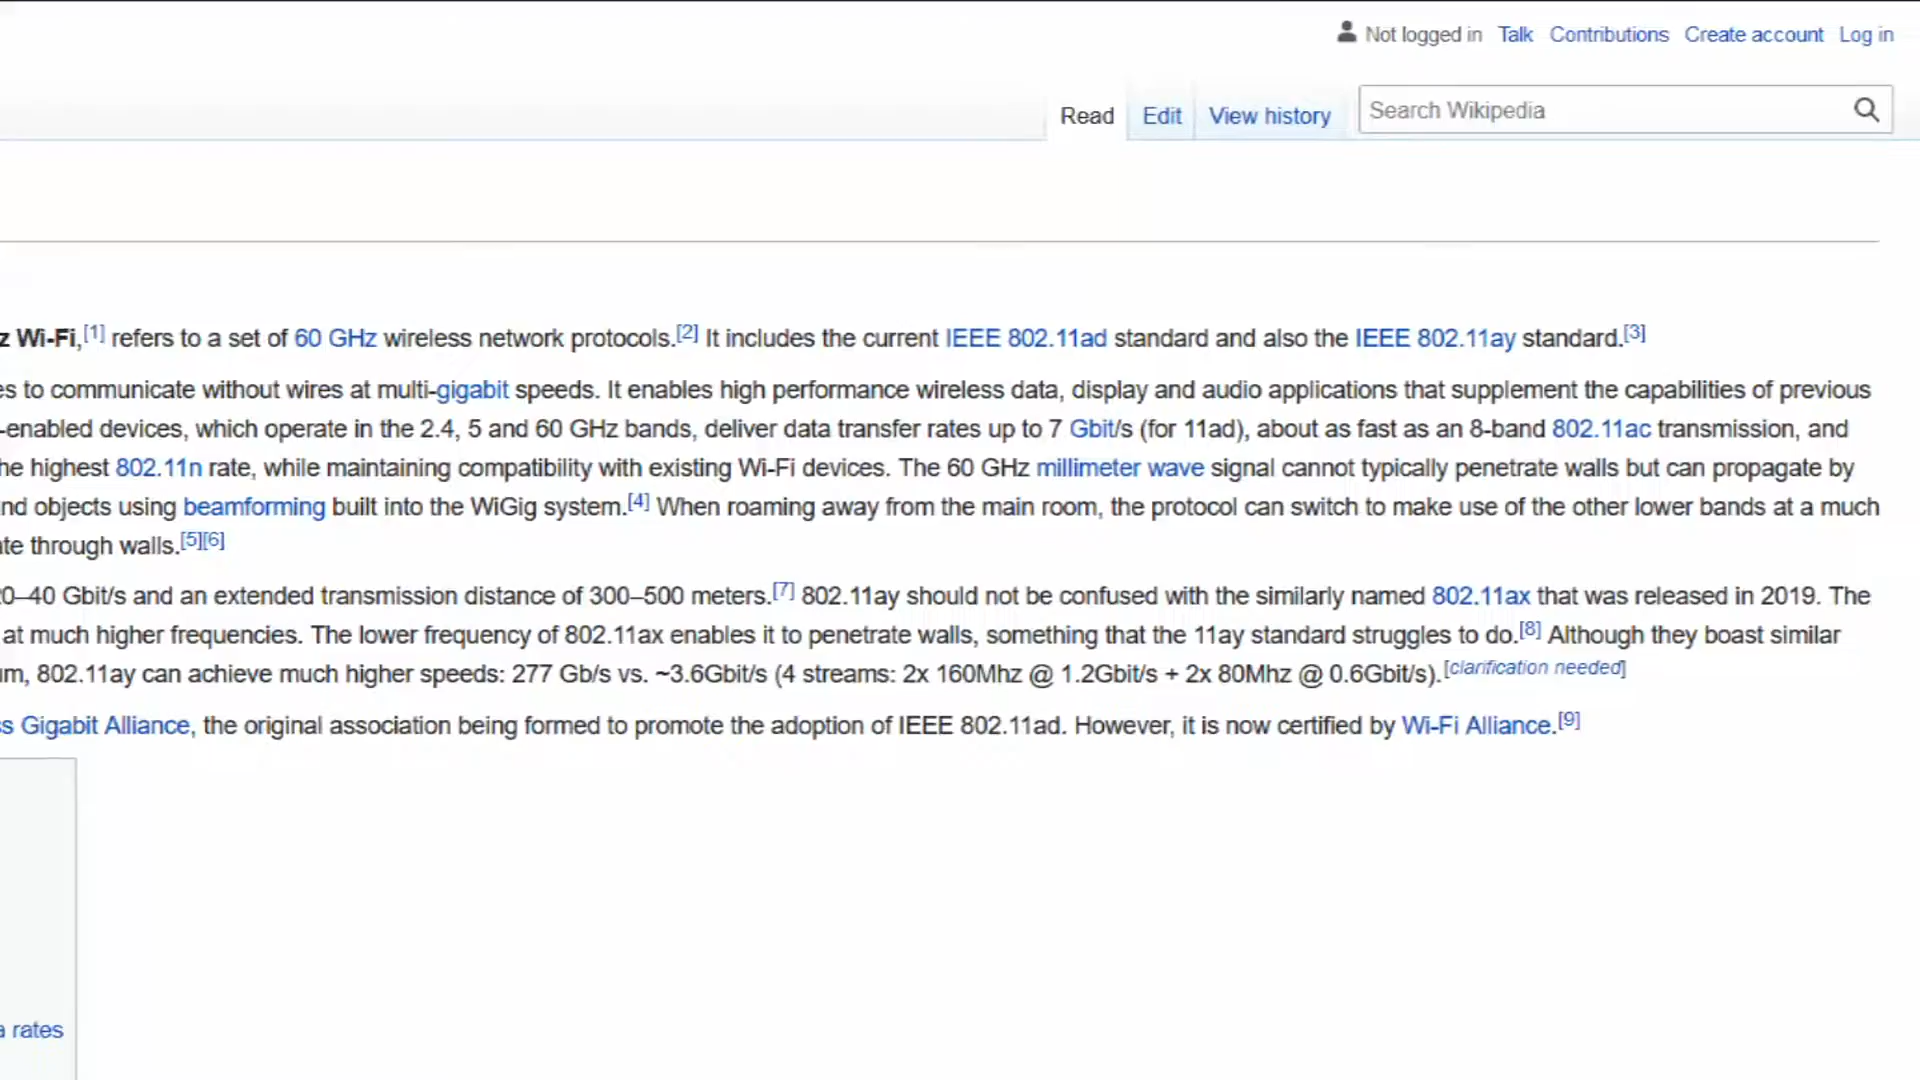 Not logged in Talk Contributions Create account Log in
Read Edit View history Search Wikipedia
z Wi-Fi,[1] refers to a set of 60 GHz wireless network protocols.[2] It includes the current IEEE 802.11ad standard and also the IEEE 802.11ay standard.[3]
es to communicate without wires at multi-gigabit speeds. It enables high performance wireless data, display and audio applications that supplement the capabilities of previous
-enabled devices, which operate in the 2.4, 5 and 60 GHz bands, deliver data transfer rates up to 7 Gbit/s (for 11ad), about as fast as an 8-band 802.11ac transmission, and
he highest 802.11n rate, while maintaining compatibility with existing Wi-Fi devices. The 60 GHz millimeter wave signal cannot typically penetrate walls but can propagate by
nd objects using beamforming built into the WiGig system.[4] When roaming away from the main room, the protocol can switch to make use of the other lower bands at a much
te through walls.[5][6]
0–40 Gbit/s and an extended transmission distance of 300–500 meters.[7] 802.11ay should not be confused with the similarly named 802.11ax that was released in 2019. The
at much higher frequencies. The lower frequency of 802.11ax enables it to penetrate walls, something that the 11ay standard struggles to do.[8] Although they boast similar
um, 802.11ay can achieve much higher speeds: 277 Gb/s vs. ~3.6Gbit/s (4 streams: 2x 160Mhz @ 1.2Gbit/s + 2x 80Mhz @ 0.6Gbit/s).[clarification needed]
s Gigabit Alliance, the original association being formed to promote the adoption of IEEE 802.11ad. However, it is now certified by Wi-Fi Alliance.[9]
a rates